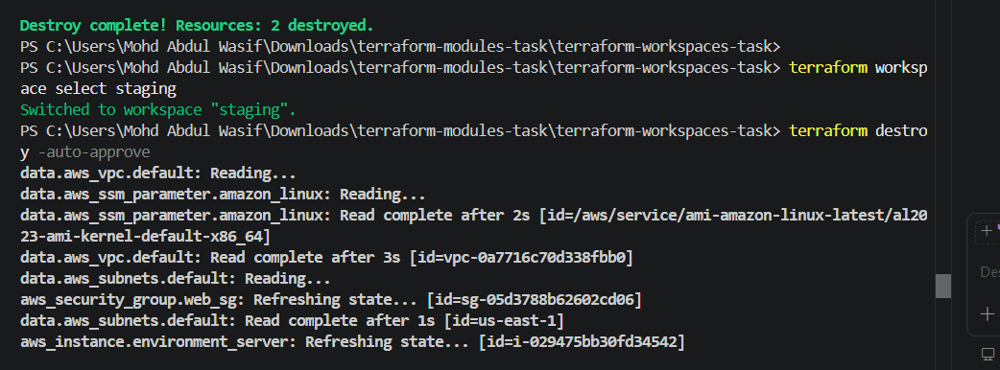 Destroy complete! Resources: 2 destroyed.
PS C:\Users\Mohd Abdul Wasif\Downloads\terraform-modules-task\terraform-workspaces-task>
PS C:\Users\Mohd Abdul Wasif\Downloads\terraform-modules-task\terraform-workspaces-task> terraform worksp
ace select staging
Switched to workspace "staging".
PS C:\Users\Mohd Abdul Wasif\Downloads\terraform-modules-task\terraform-workspaces-task> terraform destro
y -auto-approve
data.aws_vpc.default: Reading...
data.aws_ssm_parameter.amazon_linux: Reading...
data.aws_ssm_parameter.amazon_linux: Read complete after 2s [id=/aws/service/ami-amazon-linux-latest/al20
23-ami-kernel-default-x86_64]
data.aws_vpc.default: Read complete after 3s [id=vpc-0a7716c70d338fbb0]
data.aws_subnets.default: Reading...
aws_security_group.web_sg: Refreshing state... [id=sg-05d3788b62602cd06]
data.aws_subnets.default: Read complete after 1s [id=us-east-1]
aws_instance.environment_server: Refreshing state... [id=i-029475bb30fd34542]
Des